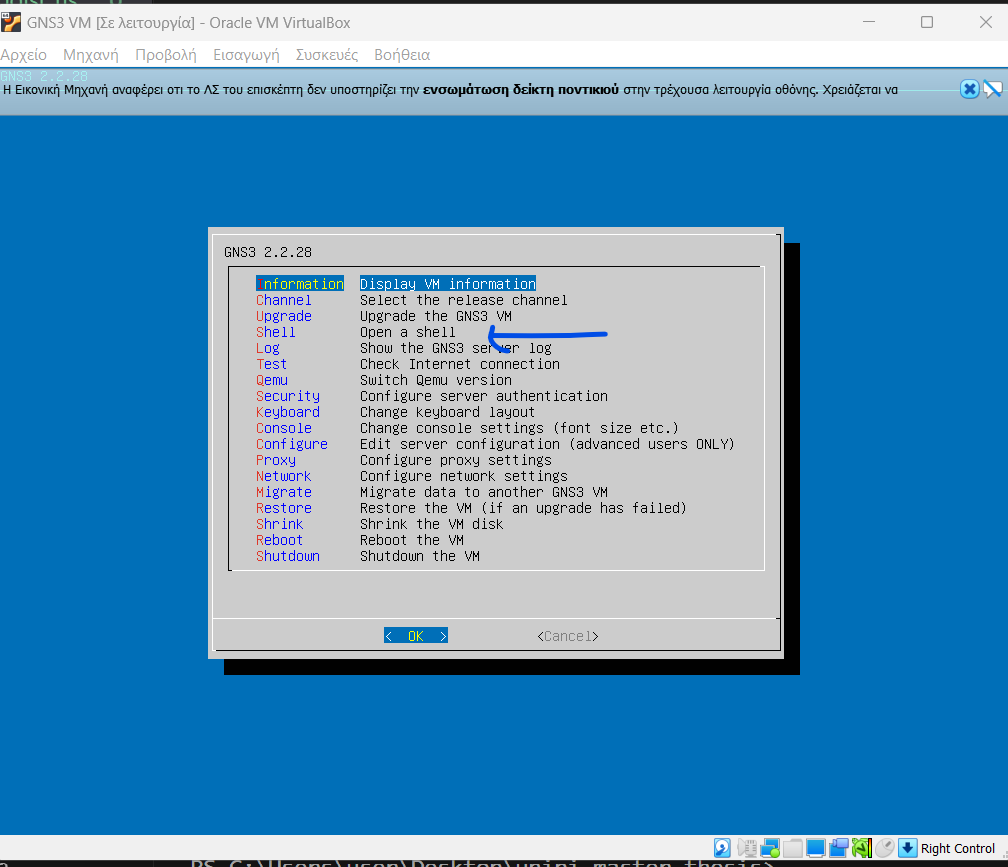 GNS3 VM [Σε λειτουργία] - Oracle VM VirtualBox
Αρχείο Μηχανή Προβολή Εισαγωγή Συσκευές Βοήθεια
GNS3 2.2.28
Η Εικονική Μηχανή αναφέρει οτι το ΛΣ του επισκέπτη δεν υποστηρίζει την ενσωμάτωση δείκτη ποντικιού στην τρέχουσα λειτουργία οθόνης. Χρειάζεται να
GNS3 2.2.28
Information Display VM information
Channel Select the release channel
Upgrade Upgrade the GNS3 VM
Shell Open a shell
Log Show the GNS3 server log
Test Check Internet connection
Qemu Switch Qemu version
Security Configure server authentication
Keyboard Change keyboard layout
Console Change console settings (font size etc.)
Configure Edit server configuration (advanced users ONLY)
Proxy Configure proxy settings
Network Configure network settings
Migrate Migrate data to another GNS3 VM
Restore Restore the VM (if an upgrade has failed)
Shrink Shrink the VM disk
Reboot Reboot the VM
Shutdown Shutdown the VM
< OK > <Cancel>
Right Control
PS C:\Users\user\Desktop\unipi_master_thesis>